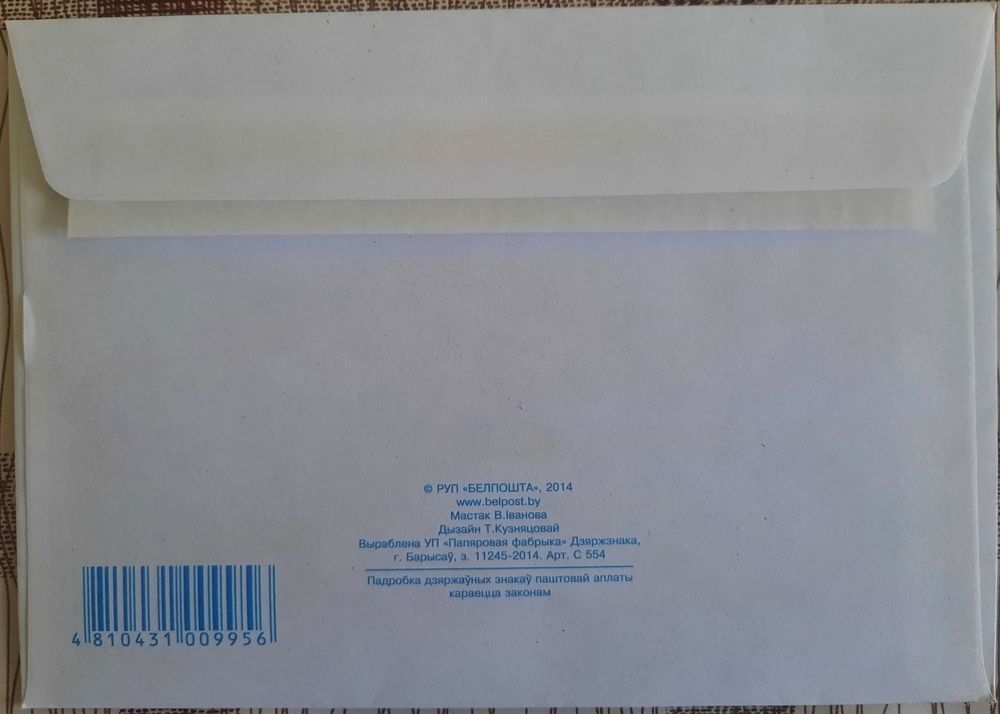 © РУП «БЕЛПОШТА», 2014
www.belpost.by
Мастак В.Іванова
Дызайн Т.Кузняцовай
Выраблена УП «Папяровая фабрыка» Дзяржзнака,
г. Барысаў, з. 11245-2014. Арт. С 554
Падробка дзяржаўных знакаў паштовай аплаты
караецца законам
4 810431 009956